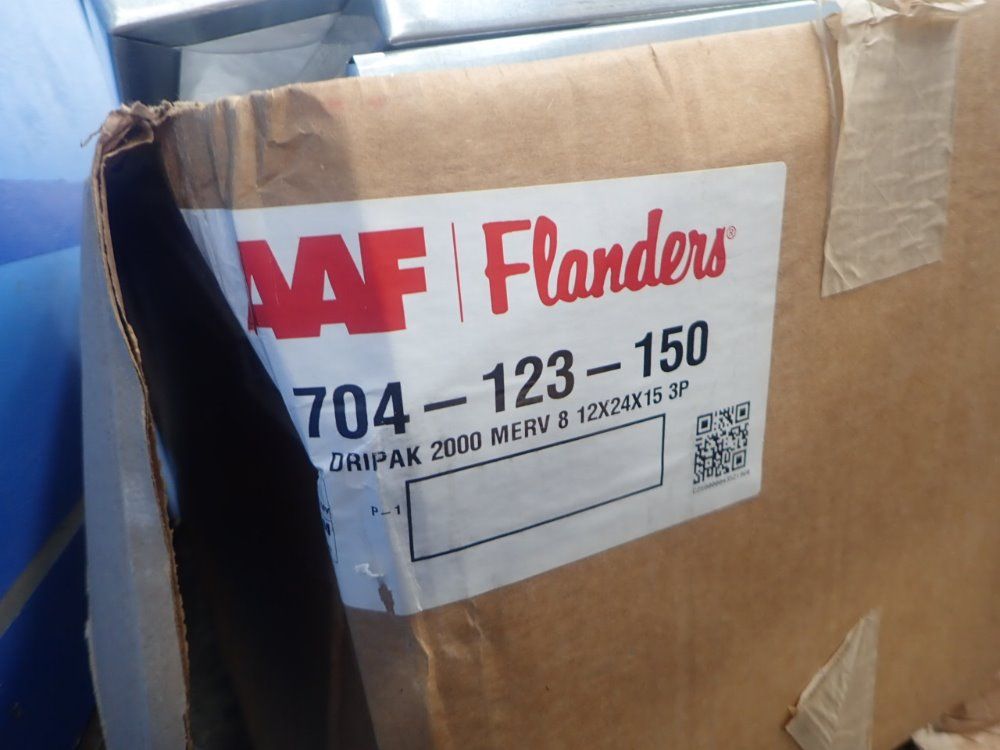 AAF Flanders®
704-123-150
DRIPAK 2000 MERV 8 12X24X15 3P
P-1